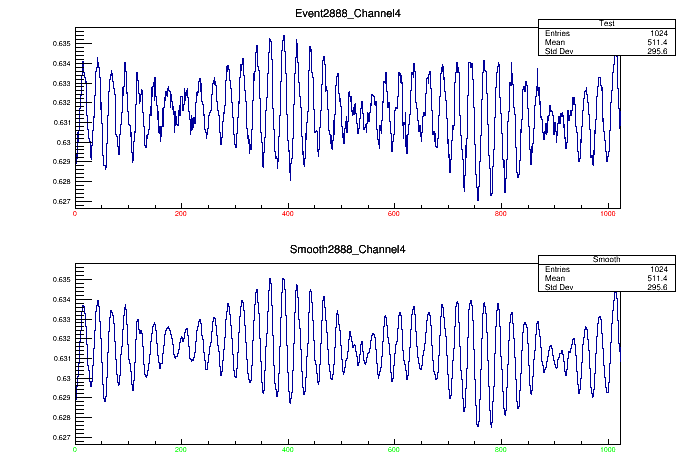 Event2888_Channel4
Test
Entries 1024
Mean 511.4
Std Dev 295.6
0.635
0.634
0.633
0.632
0.631
0.63
0.629
0.628
0.627
0 200 400 600 800 1000
Smooth2888_Channel4
Smooth
Entries 1024
Mean 511.4
Std Dev 295.6
0.635
0.634
0.633
0.632
0.631
0.63
0.629
0.628
0.627
0 200 400 600 800 1000